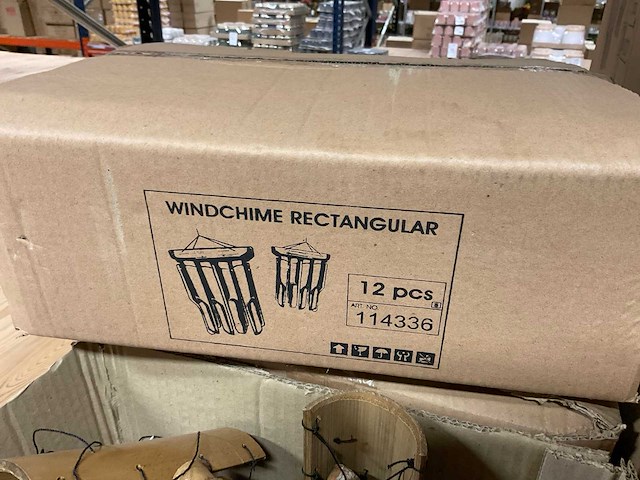 WINDCHIME RECTANGULAR
12 pcs
ART. NO.
114336